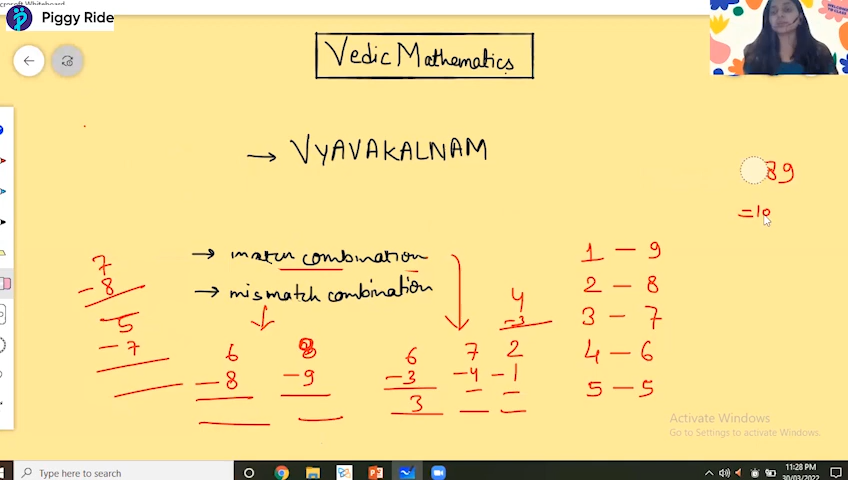 crosoft Whiteboard
Piggy Ride
Vedic Mathematics
→ VYAVAKALNAM
89
=10
→ match combination
→ mismatch combination
7
-8
5
-7
6
-8
8
-9
6
-3
3
7
-4
4
-3
2
-1
1 - 9
2 - 8
3 - 7
4 - 6
5 - 5
Activate Windows
Go to Settings to activate Windows.
Type here to search
11:28 PM
30/03/2022